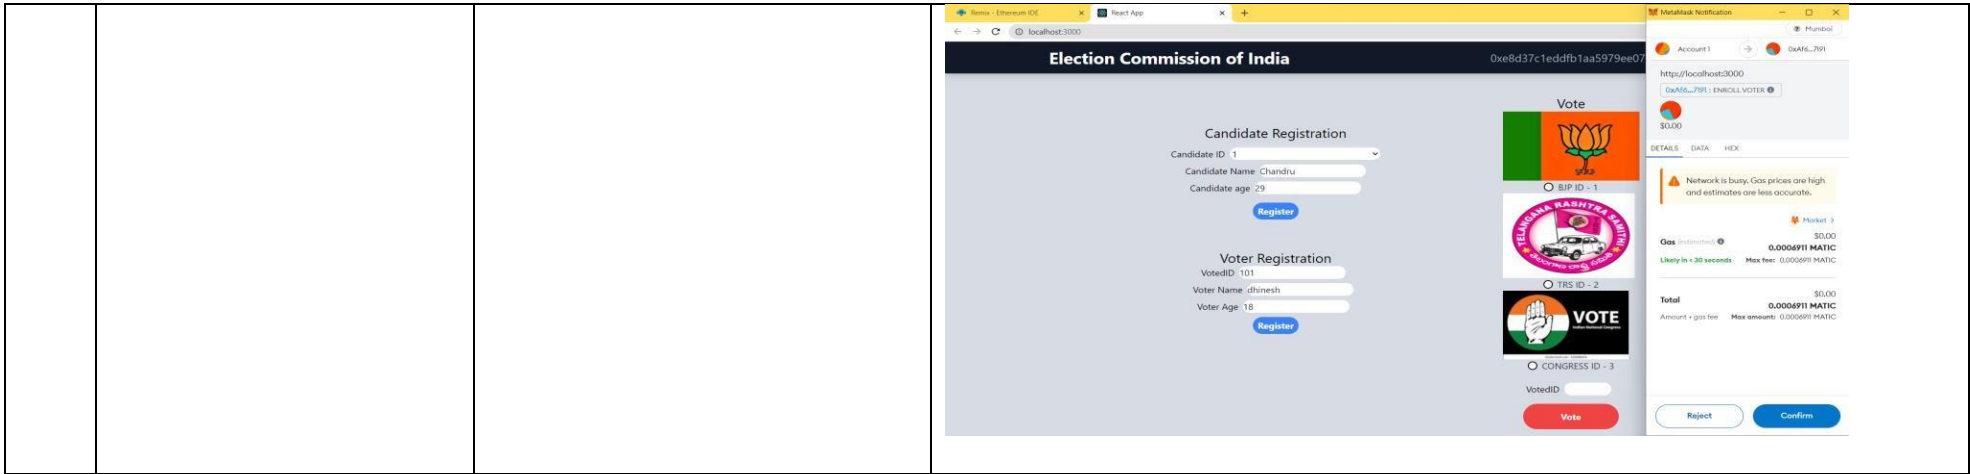 Remix - Ethereum IDE
React App
localhost:3000
Election Commission of India
0xe8d37c1eddfb1aa5979ee07
Candidate Registration
Candidate ID 1
Candidate Name Chandru
Candidate age 29
Register
Voter Registration
VotedID 101
Voter Name dhinesh
Voter Age 18
Register
Vote
BJP ID - 1
TELANGANA RASHTRA SAMITHI
TRS ID - 2
VOTE
Indian National Congress
CONGRESS ID - 3
VotedID
Vote
MetaMask Notification
Mumbai
Account 1
0xAf6...7191
http://localhost:3000
0xAf6...7191 : ENROLL VOTER
$0.00
DETAILS DATA HEX
Network is busy. Gas prices are high
and estimates are less accurate.
Market
$0.00
Gas (estimated) 0.0006911 MATIC
Likely in < 30 seconds Max fee: 0.0006911 MATIC
$0.00
Total 0.0006911 MATIC
Amount + gas fee Max amount: 0.0006911 MATIC
Reject Confirm